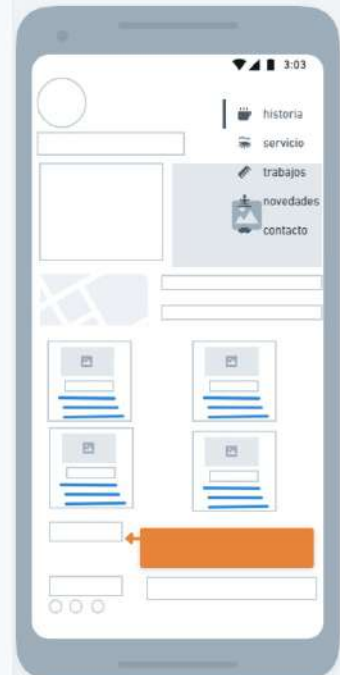 3:03
historia
servicio
trabajos
novedades
contacto